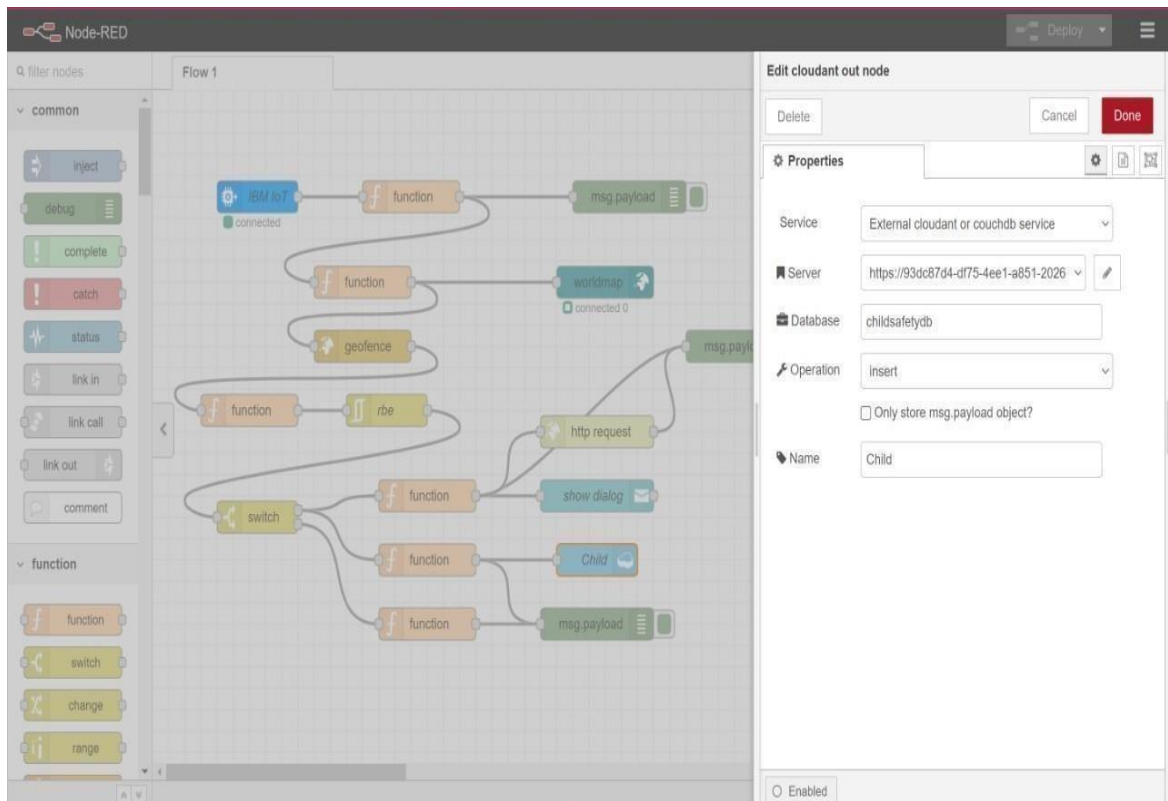 Node-RED
Deploy
filter nodes
Flow 1
common
inject
debug
complete
catch
status
link in
link call
link out
comment
function
function
switch
change
range
IBM IoT
connected
function
msg.payload
function
worldmap
connected 0
geofence
msg.paylo
function
rbe
http request
switch
function
show dialog
function
Child
function
msg.payload
Edit cloudant out node
Delete
Cancel
Done
Properties
Service
External cloudant or couchdb service
Server
https://93dc87d4-df75-4ee1-a851-2026
Database
childsafetydb
Operation
insert
Only store msg.payload object?
Name
Child
Enabled